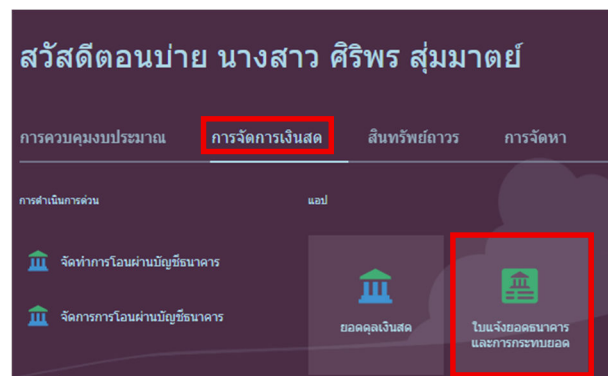 สวัสดีตอนบ่าย นางสาว ศิริพร สุ่มมาตย์
การควบคุมงบประมาณ การจัดการเงินสด สินทรัพย์ถาวร การจัดหา
การดำเนินการด่วน แอป
จัดทำการโอนผ่านบัญชีธนาคาร
จัดการการโอนผ่านบัญชีธนาคาร
ยอดดุลเงินสด ใบแจ้งยอดธนาคาร
และการกระทบยอด